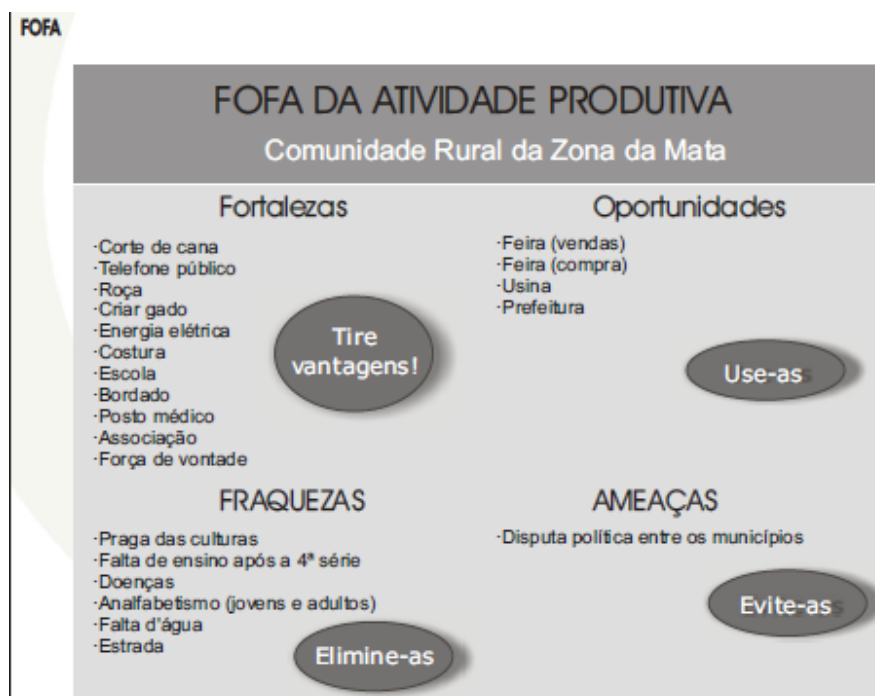 FOFA
FOFA DA ATIVIDADE PRODUTIVA
Comunidade Rural da Zona da Mata
Fortalezas
·Corte de cana
·Telefone público
·Roça
·Criar gado
·Energia elétrica
·Costura
·Escola
·Bordado
·Posto médico
·Associação
·Força de vontade
Tire
vantagens!
Oportunidades
·Feira (vendas)
·Feira (compra)
·Usina
·Prefeitura
Use-as
FRAQUEZAS
·Praga das culturas
·Falta de ensino após a 4ª série
·Doenças
·Analfabetismo (jovens e adultos)
·Falta d'água
·Estrada
Elimine-as
AMEAÇAS
·Disputa política entre os municípios
Evite-as